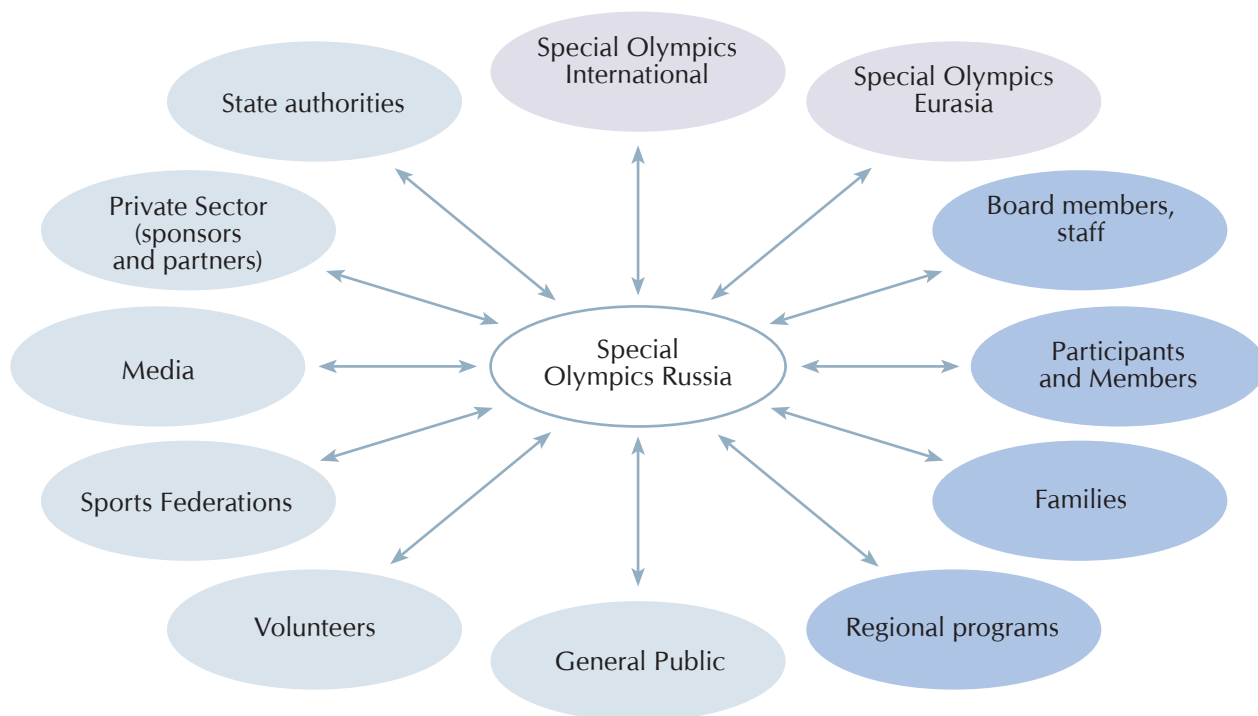 Special Olympics
International
Special Olympics
Eurasia
State authorities
Private Sector
(sponsors
and partners)
Board members,
staff
Media
Special
Olympics Russia
Participants
and Members
Sports Federations
Families
Volunteers
General Public
Regional programs